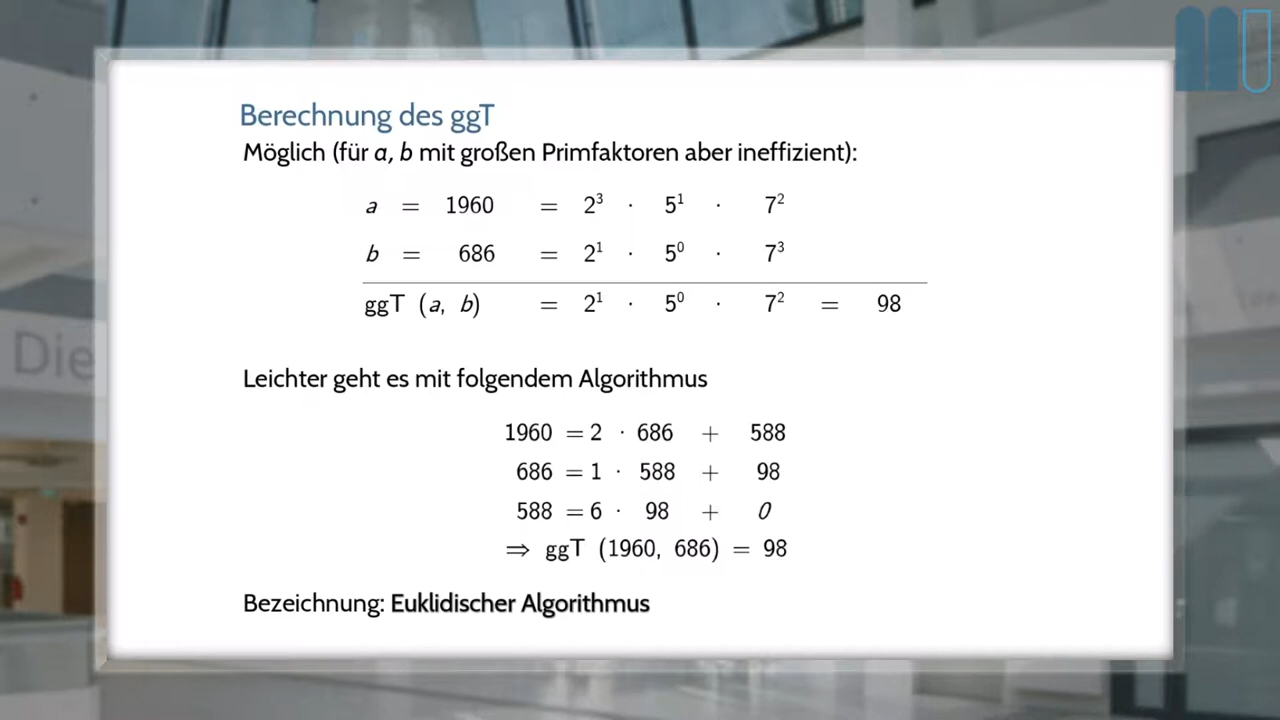 Berechnung des ggT
Möglich (für a, b mit großen Primfaktoren aber ineffizient):
a = 1960 = 2³ · 5¹ · 7²
b = 686 = 2¹ · 5⁰ · 7³
ggT (a, b) = 2¹ · 5⁰ · 7² = 98
Die
Leichter geht es mit folgendem Algorithmus
1960 = 2 · 686 + 588
686 = 1 · 588 + 98
588 = 6 · 98 + 0
⇒ ggT (1960, 686) = 98
Bezeichnung: Euklidischer Algorithmus